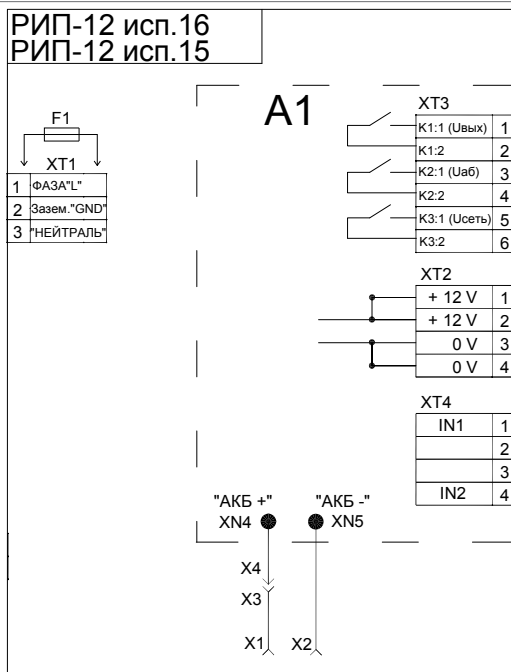 РИП-12 исп.16
РИП-12 исп.15
A1
F1
XT1
1 ФАЗА"L"
2 Зазем."GND"
3 "НЕЙТРАЛЬ"
XT3
K1:1 (Uвых) 1
K1:2 2
K2:1 (Uаб) 3
K2:2 4
K3:1 (Uсеть) 5
K3:2 6
XT2
+ 12 V 1
+ 12 V 2
0 V 3
0 V 4
XT4
IN1 1
2
3
IN2 4
"АКБ +" "АКБ -"
XN4 XN5
X4
X3
X1 X2